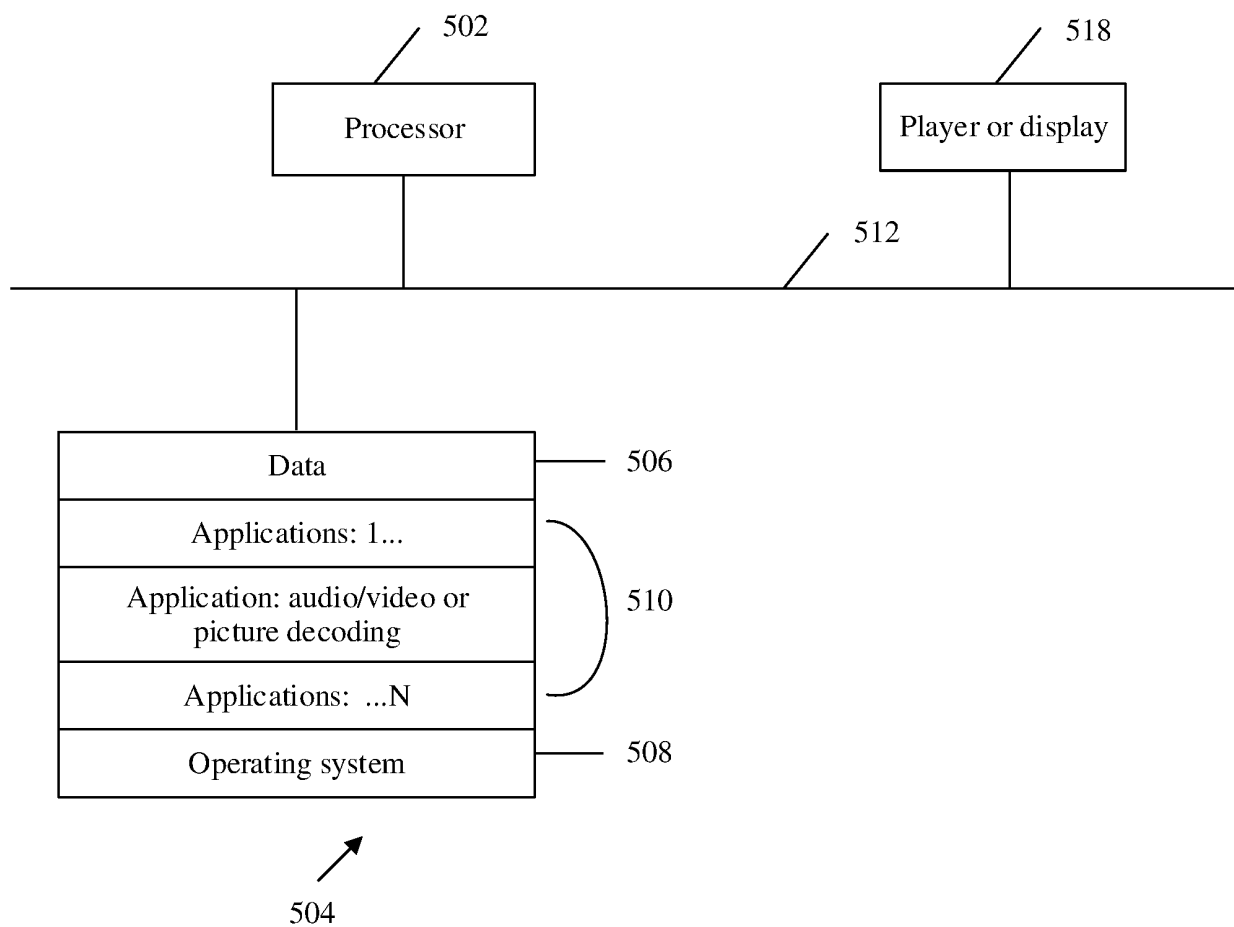 502
518
Processor
Player or display
512
Data
506
Applications: 1...
Application: audio/video or
picture decoding
510
Applications: ...N
Operating system
508
504